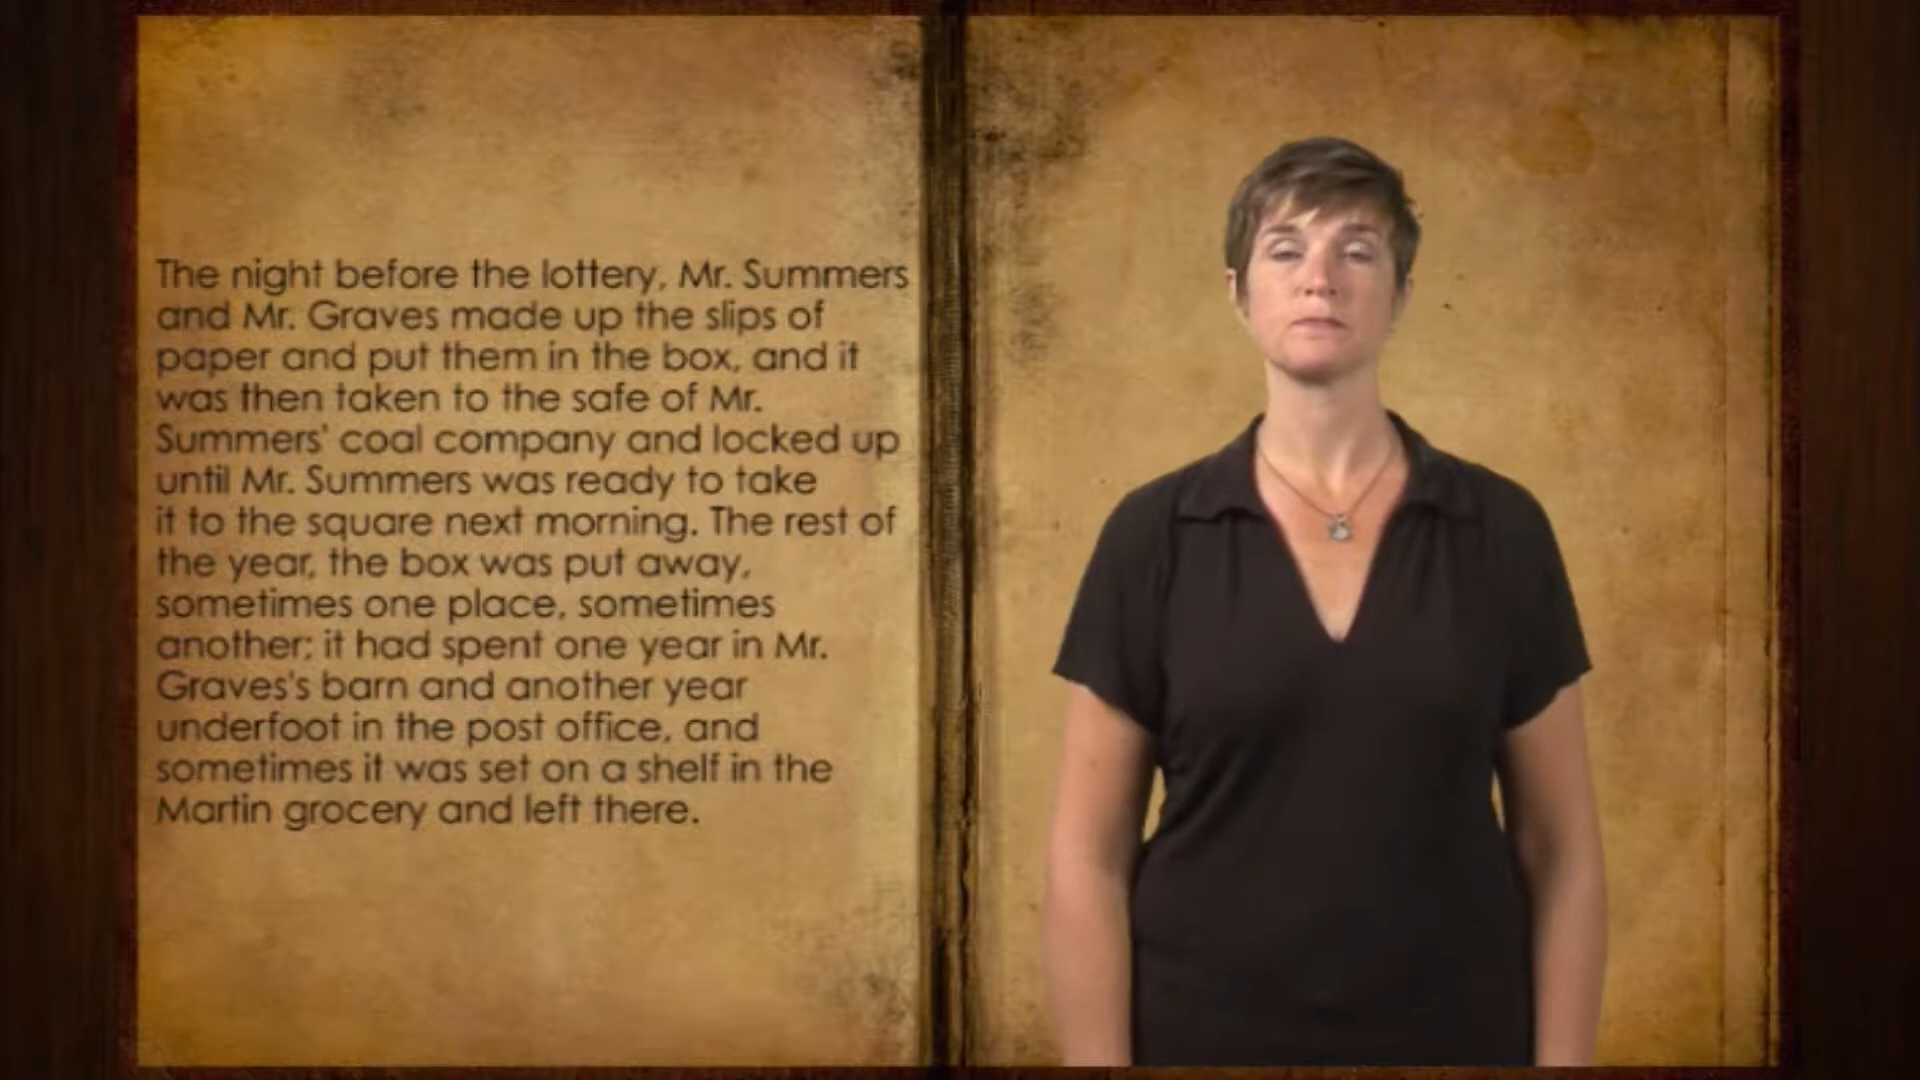 The night before the lottery, Mr. Summers
and Mr. Graves made up the slips of
paper and put them in the box, and it
was then taken to the safe of Mr.
Summers' coal company and locked up
until Mr. Summers was ready to take
it to the square next morning. The rest of
the year, the box was put away,
sometimes one place, sometimes
another; it had spent one year in Mr.
Graves's barn and another year
underfoot in the post office, and
sometimes it was set on a shelf in the
Martin grocery and left there.